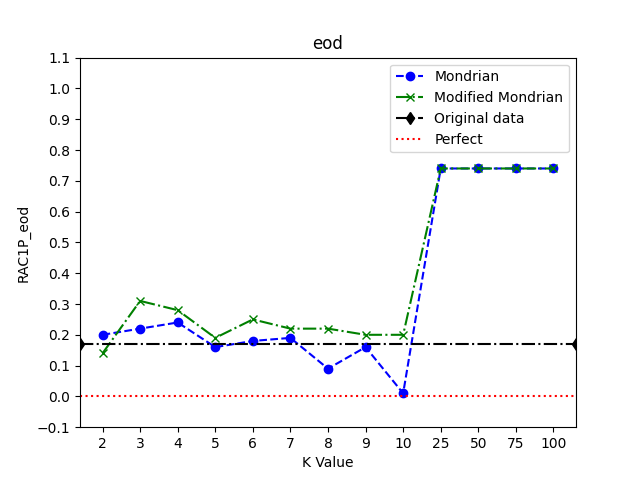 eod
1.1
1.0
0.9
0.8
0.7
0.6
0.5
0.4
0.3
0.2
0.1
0.0
−0.1
RAC1P_eod
Mondrian
Modified Mondrian
Original data
Perfect
2 3 4 5 6 7 8 9 10 25 50 75 100
K Value